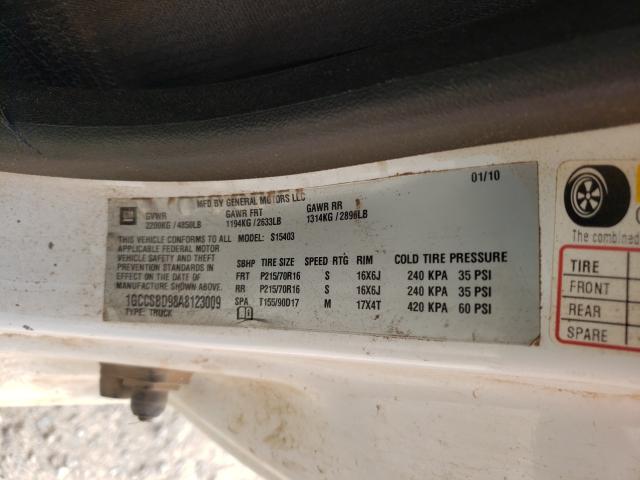 MFD BY GENERAL MOTORS LLC
01/10
GM
GVWR
GAWR FRT
GAWR RR
2200KG / 4850LB
1194KG / 2633LB
1314KG / 2896LB
THIS VEHICLE CONFORMS TO ALL
APPLICABLE FEDERAL MOTOR
VEHICLE SAFETY AND THEFT
PREVENTION STANDARDS IN
EFFECT ON THE DATE OF
MANUFACTURE SHOWN ABOVE.
1GCCSBD98A8123009
TYPE: TRUCK
MODEL: S15403
SBHP TIRE SIZE SPEED RTG RIM COLD TIRE PRESSURE
FRT P215/70R16 S 16X6J 240 KPA 35 PSI
RR P215/70R16 S 16X6J 240 KPA 35 PSI
SPA T155/90D17 M 17X4T 420 KPA 60 PSI
The combined
TIRE
FRONT
REAR
SPARE